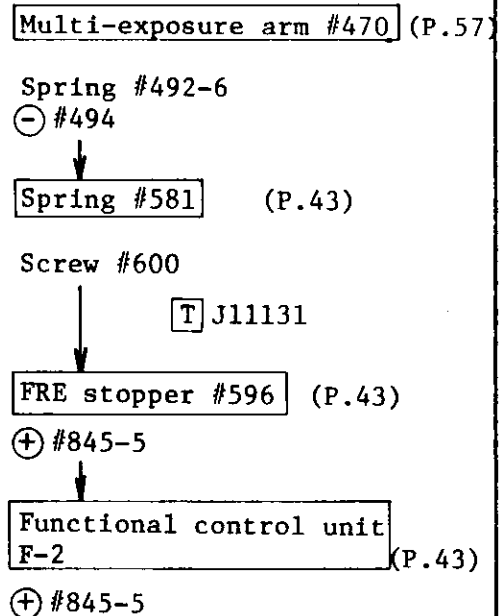 Multi-exposure arm #470 (P.57)
Spring #492-6
⊖ #494
Spring #581 (P.43)
Screw #600
T J11131
FRE stopper #596 (P.43)
⊕ #845-5
Functional control unit
F-2 (P.43)
⊕ #845-5